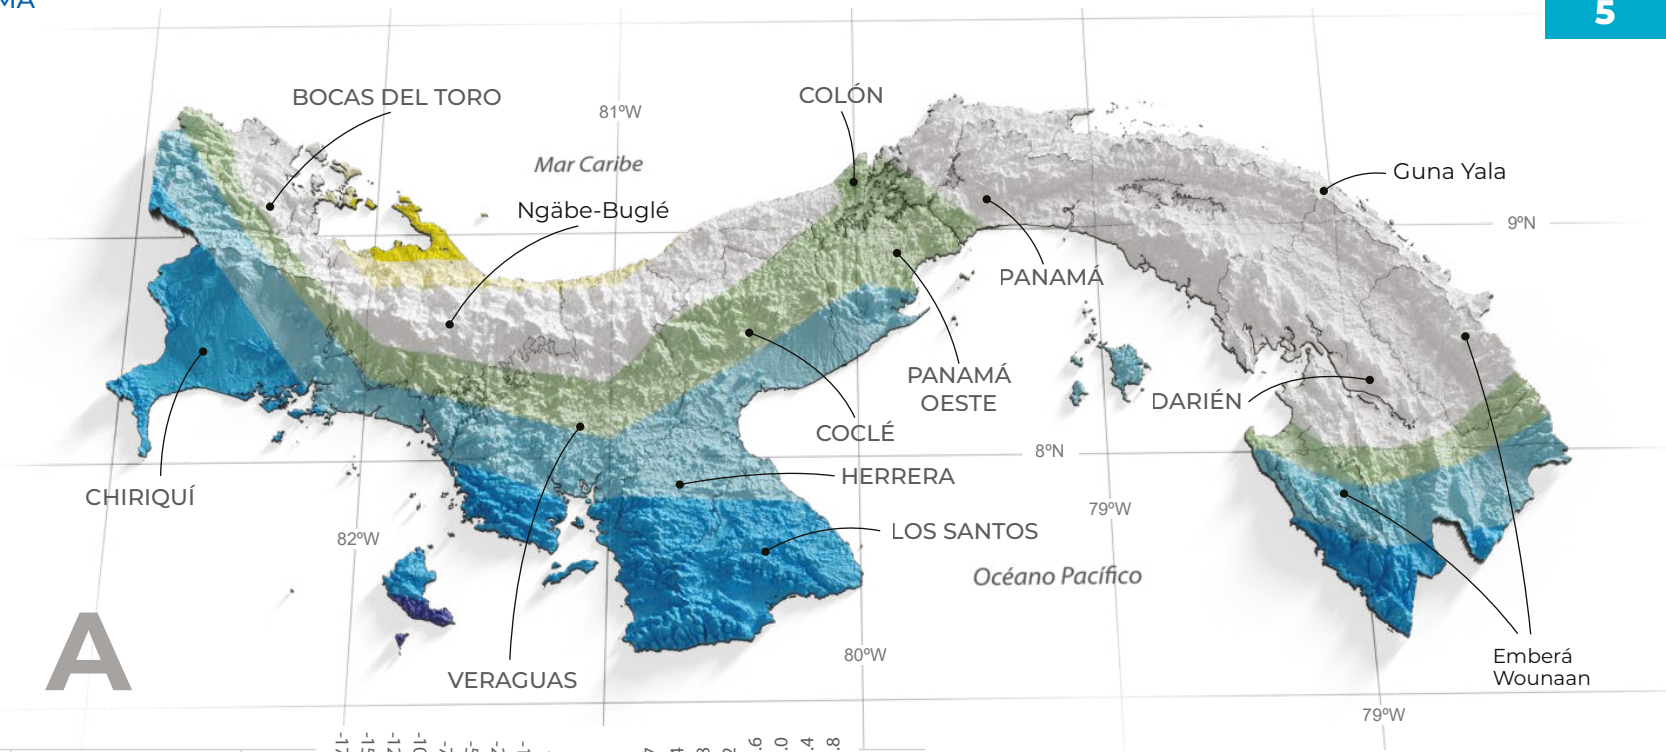 MA
5
BOCAS DEL TORO
COLÓN
81ºW
Mar Caribe
Guna Yala
Ngäbe-Buglé
9ºN
PANAMÁ
PANAMÁ
OESTE
DARIÉN
COCLÉ
8ºN
HERRERA
CHIRIQUÍ
79ºW
LOS SANTOS
82ºW
Océano Pacífico
A
80ºW
Emberá
Wounaan
VERAGUAS
79ºW